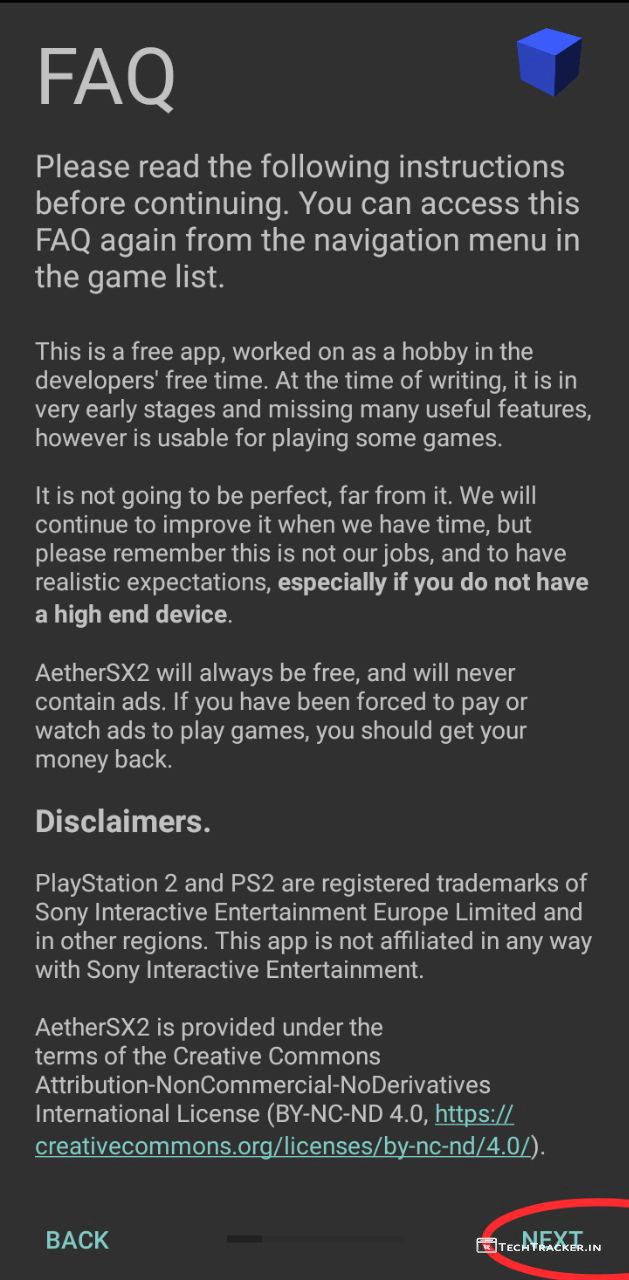 FAQ
Please read the following instructions
before continuing. You can access this
FAQ again from the navigation menu in
the game list.
This is a free app, worked on as a hobby in the
developers' free time. At the time of writing, it is in
very early stages and missing many useful features,
however is usable for playing some games.
It is not going to be perfect, far from it. We will
continue to improve it when we have time, but
please remember this is not our jobs, and to have
realistic expectations, especially if you do not have
a high end device.
AetherSX2 will always be free, and will never
contain ads. If you have been forced to pay or
watch ads to play games, you should get your
money back.
Disclaimers.
PlayStation 2 and PS2 are registered trademarks of
Sony Interactive Entertainment Europe Limited and
in other regions. This app is not affiliated in any way
with Sony Interactive Entertainment.
AetherSX2 is provided under the
terms of the Creative Commons
Attribution-NonCommercial-NoDerivatives
International License (BY-NC-ND 4.0, https://
creativecommons.org/licenses/by-nc-nd/4.0/).
BACK
NEXT
TECHTRACKER.IN